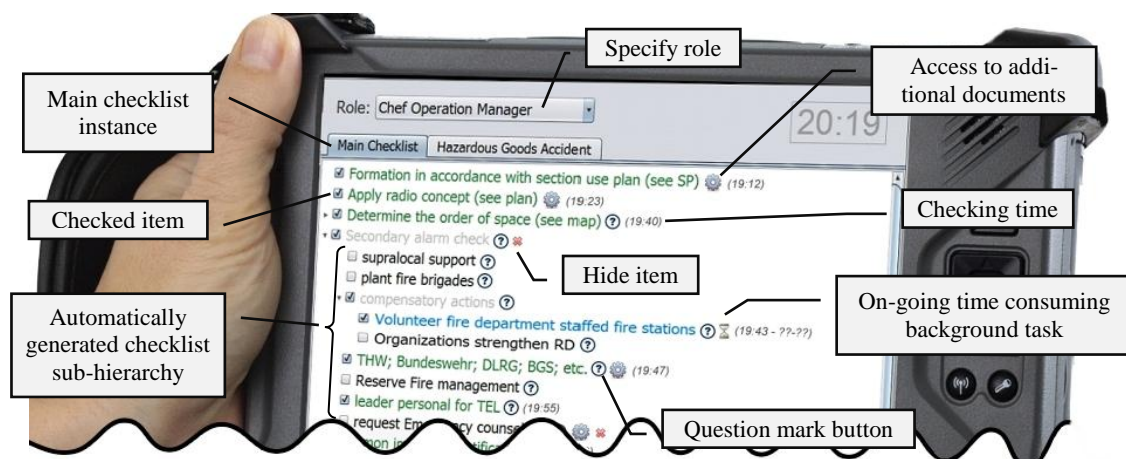 Specify role
Access to addi-
tional documents
Main checklist
instance
Role: Chef Operation Manager
20:19
Main Checklist Hazardous Goods Accident
Formation in accordance with section use plan (see SP) (19:12)
Apply radio concept (see plan) (19:23)
Checked item
Determine the order of space (see map) ? (19:40)
Checking time
Secondary alarm check ?
supralocal support ?
Hide item
plant fire brigades ?
Automatically
generated checklist
sub-hierarchy
compensatory actions ?
On-going time consuming
background task
Volunteer fire department staffed fire stations ? (19:43 - ??-??)
Organizations strengthen RD ?
THW; Bundeswehr; DLRG; BGS; etc. ? (19:47)
Reserve Fire management ?
leader personal for TEL ? (19:55)
Question mark button
request